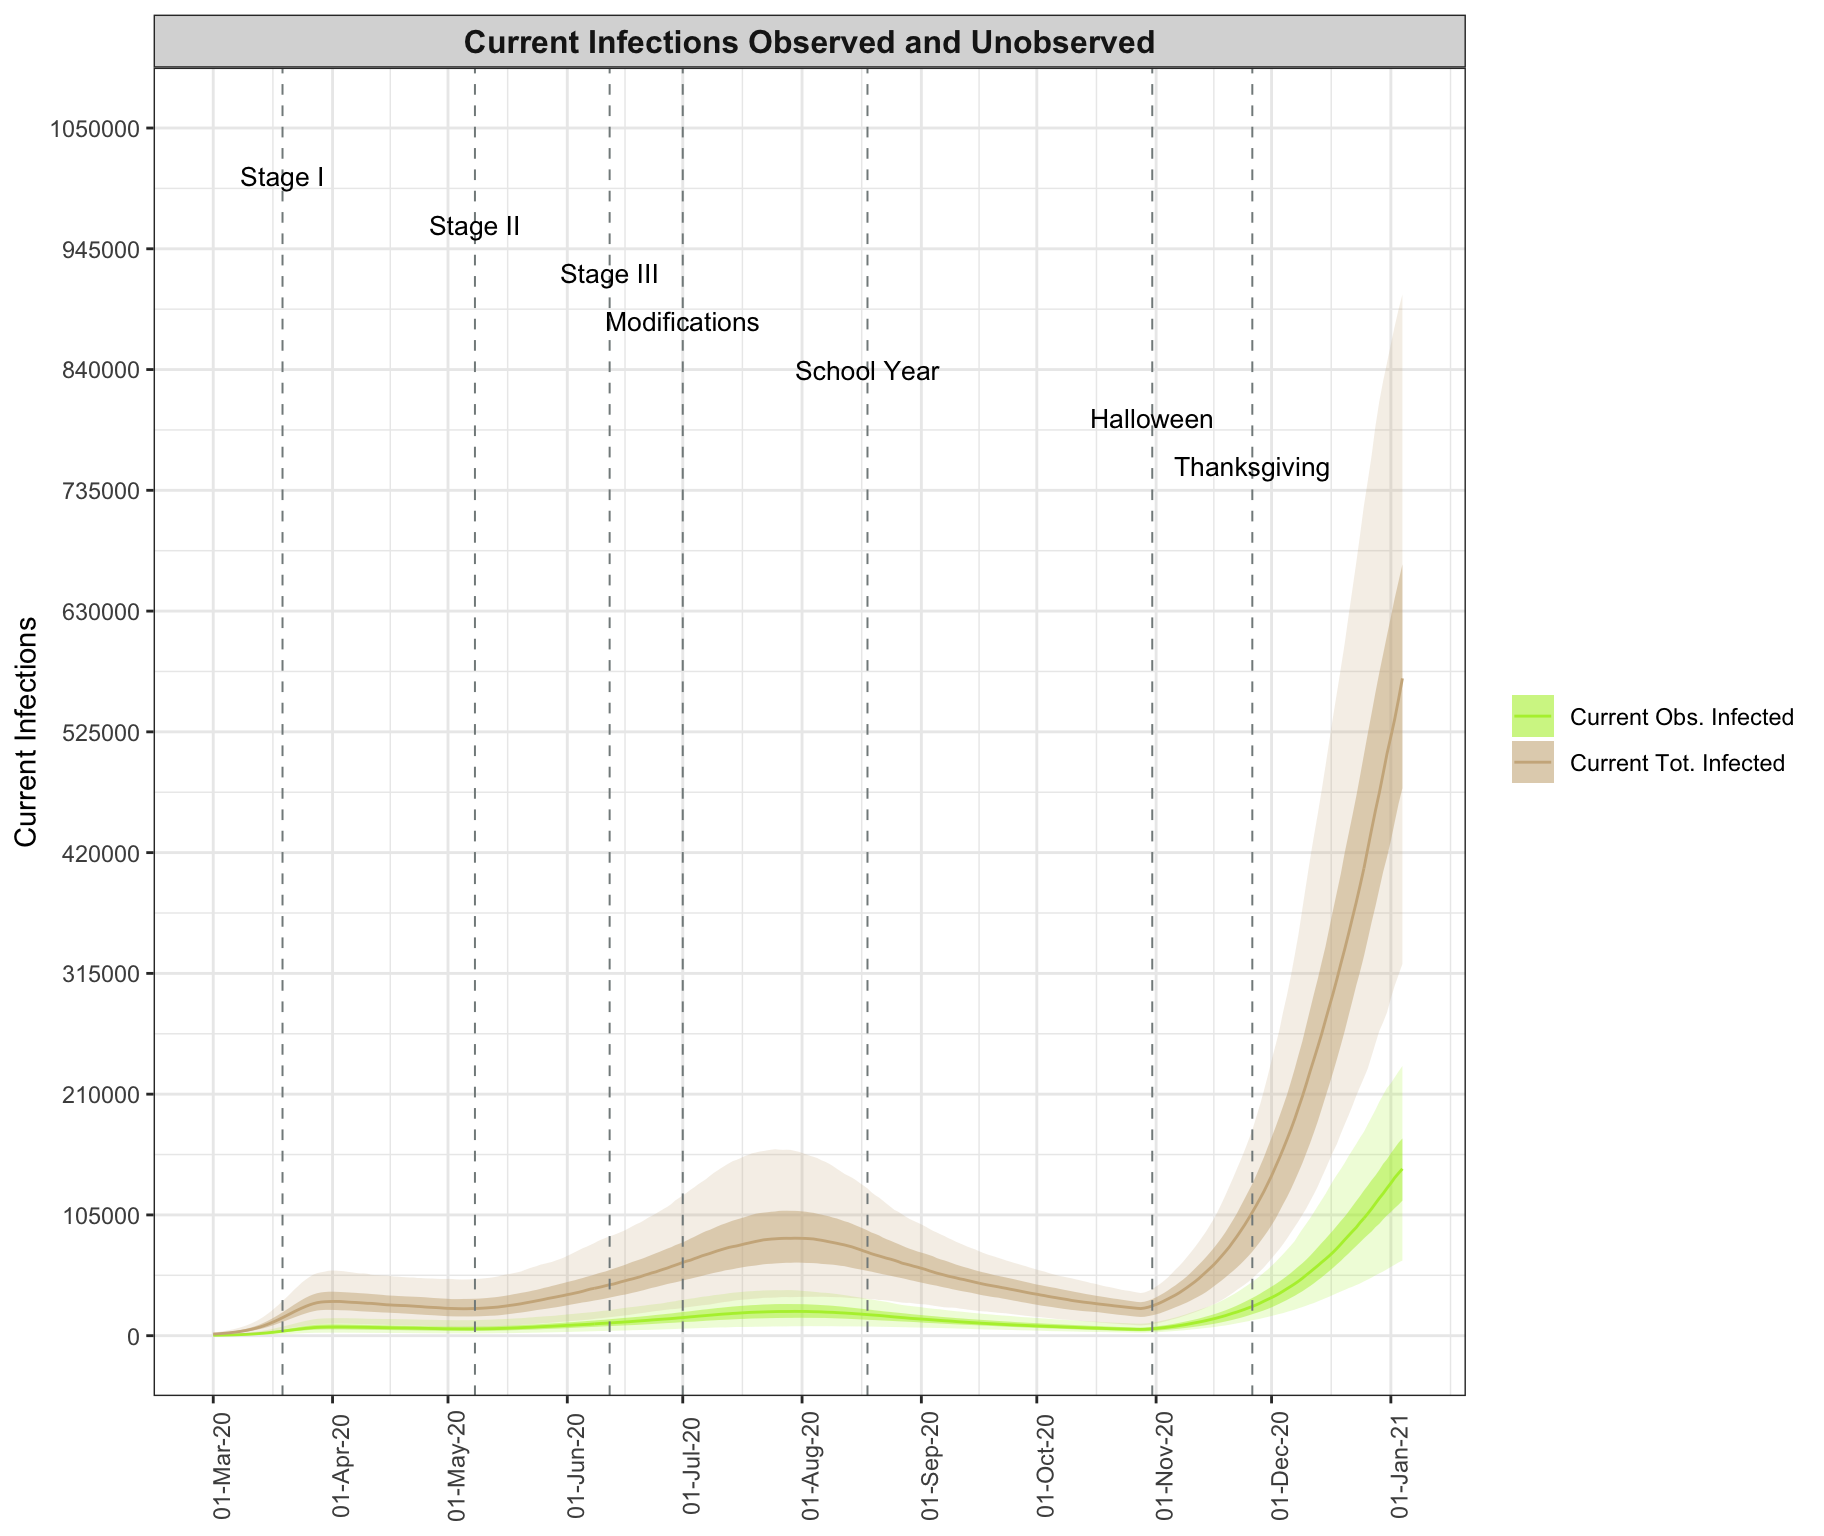 Current Infections Observed and Unobserved
Current Infections
1050000
945000
840000
735000
630000
525000
420000
315000
210000
105000
0
Stage I
Stage II
Stage III
Modifications
School Year
Halloween
Thanksgiving
01-Mar-20
01-Apr-20
01-May-20
01-Jun-20
01-Jul-20
01-Aug-20
01-Sep-20
01-Oct-20
01-Nov-20
01-Dec-20
01-Jan-21
Current Obs. Infected
Current Tot. Infected